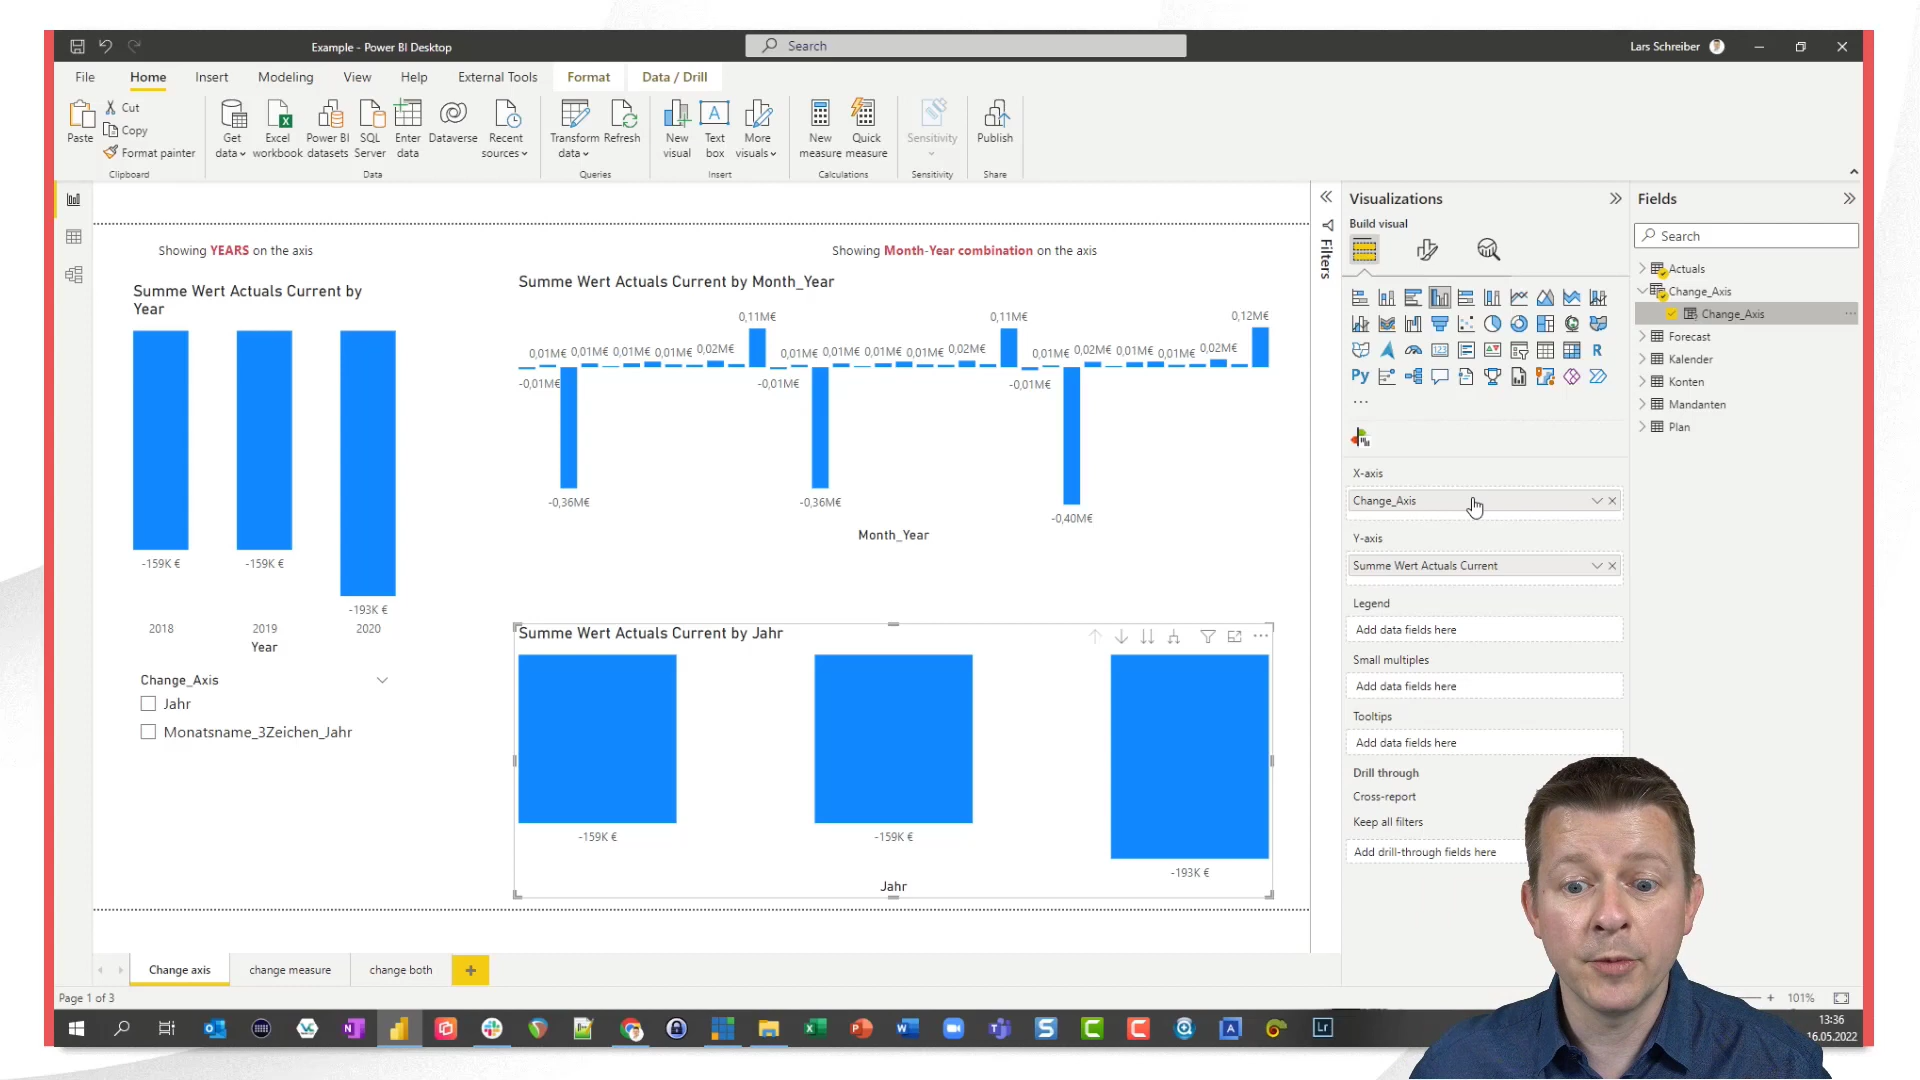 Example - Power BI Desktop
Search
Lars Schreiber
File
Home
Insert
Modeling
View
Help
External Tools
Format
Data / Drill
Paste
Cut
Copy
Format painter
Clipboard
Get data
Excel workbook
Power BI datasets
SQL Server
Enter data
Dataverse
Recent sources
Data
Transform data
Refresh
Queries
New visual
Text box
More visuals
Insert
New measure
Quick measure
Calculations
Sensitivity
Sensitivity
Publish
Share
Showing YEARS on the axis
Summe Wert Actuals Current by
Year
-159K €
-159K €
-193K €
2018
2019
2020
Year
Change_Axis
Jahr
Monatsname_3Zeichen_Jahr
Showing Month-Year combination on the axis
Summe Wert Actuals Current by Month_Year
0,11M€
0,11M€
0,12M€
0,01M€ 0,01M€ 0,01M€ 0,01M€ 0,02M€
0,01M€ 0,01M€ 0,01M€ 0,01M€ 0,02M€
0,01M€ 0,02M€ 0,01M€ 0,01M€ 0,02M€
-0,01M€
-0,01M€
-0,01M€
-0,36M€
-0,36M€
-0,40M€
Month_Year
Summe Wert Actuals Current by Jahr
-159K €
-159K €
-193K €
Jahr
Filters
Visualizations
Build visual
123
R
Py
X-axis
Change_Axis
Y-axis
Summe Wert Actuals Current
Legend
Add data fields here
Small multiples
Add data fields here
Tooltips
Add data fields here
Drill through
Cross-report
Keep all filters
Add drill-through fields here
Fields
Search
Actuals
Change_Axis
Change_Axis
Forecast
Kalender
Konten
Mandanten
Plan
Change axis
change measure
change both
Page 1 of 3
101%
13:36
16.05.2022